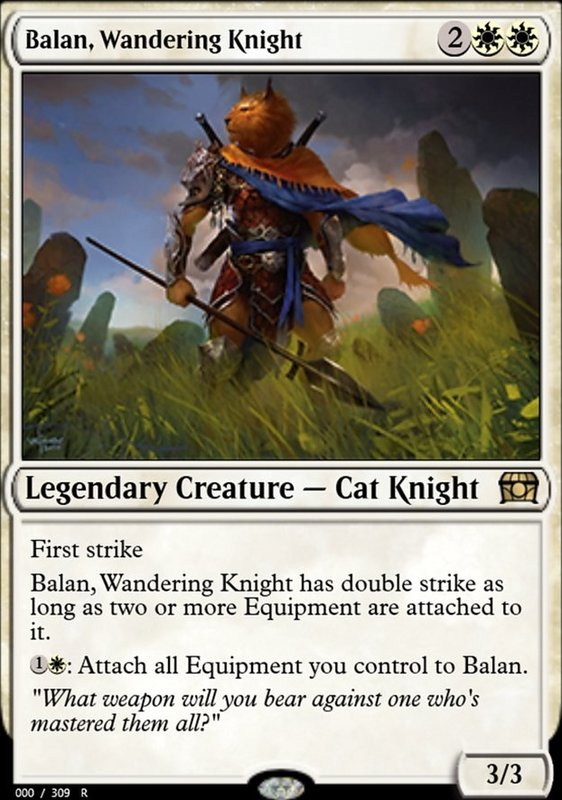 Balan, Wandering Knight 2
Legendary Creature — Cat Knight
First strike
Balan, Wandering Knight has double strike as
long as two or more Equipment are attached to
it.
1: Attach all Equipment you control to Balan.
"What weapon will you bear against one who's
mastered them all?"
3/3
000 / 309 R